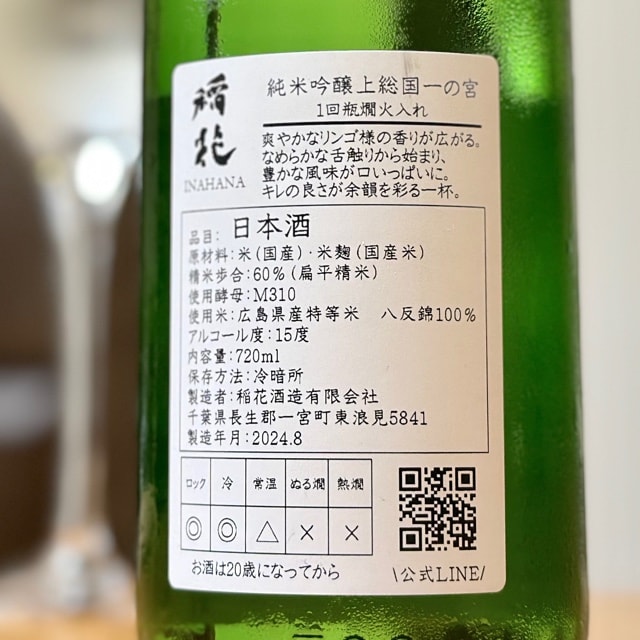 稲花
INAHANA
純米吟醸上総国一の宮
1回瓶燗火入れ
爽やかなリンゴ様の香りが広がる。
なめらかな舌触りから始まり、
豊かな風味が口いっぱいに。
キレの良さが余韻を彩る一杯。
品目: 日本酒
原材料:米(国産)・米麹(国産米)
精米歩合:60%(扁平精米)
使用酵母:M310
使用米:広島県産特等米 八反錦100%
アルコール度:15度
内容量:720ml
保存方法:冷暗所
製造者:稲花酒造有限会社
千葉県長生郡一宮町東浪見5841
製造年月:2024.8
ロック 冷 常温 ぬる燗 熱燗
◎ ◎ △ × ×
お酒は20歳になってから
\公式LINE/